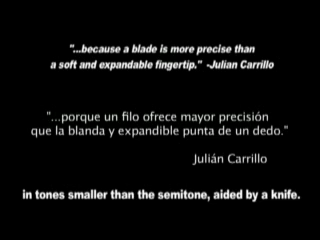 "...because a blade is more precise than
a soft and expandable fingertip." -Julian Carrillo
"...porque un filo ofrece mayor precisión
que la blanda y expandible punta de un dedo."
Julián Carrillo
in tones smaller than the semitone, aided by a knife.